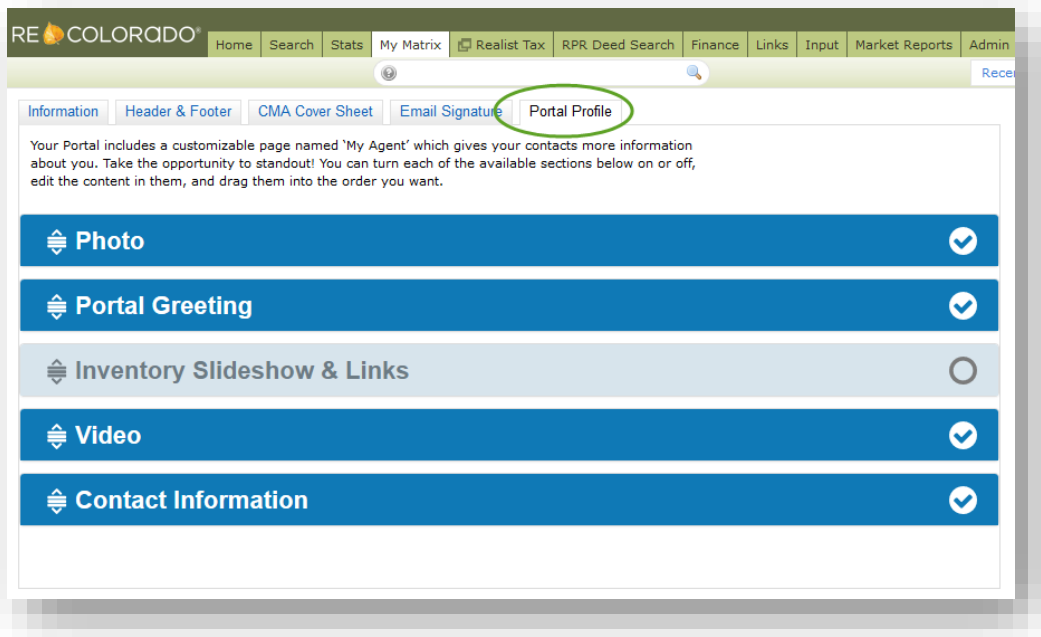 RE COLORADO®
Home Search Stats My Matrix Realist Tax RPR Deed Search Finance Links Input Market Reports Admin
Rece
Information Header & Footer CMA Cover Sheet Email Signature Portal Profile
Your Portal includes a customizable page named `My Agent' which gives your contacts more information
about you. Take the opportunity to standout! You can turn each of the available sections below on or off,
edit the content in them, and drag them into the order you want.
Photo
Portal Greeting
Inventory Slideshow & Links
Video
Contact Information